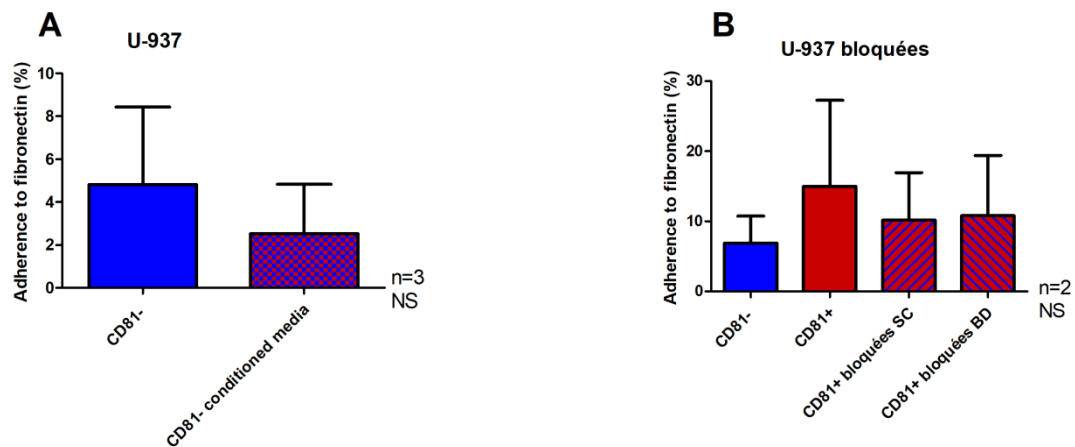 A
U-937
Adherence to fibronectin (%)
10
8
6
4
2
0
CD81-
CD81- conditioned media
n=3
NS
B
U-937 bloquées
Adherence to fibronectin (%)
30
20
10
0
CD81-
CD81+
CD81+ bloquées SC
CD81+ bloquées BD
n=2
NS